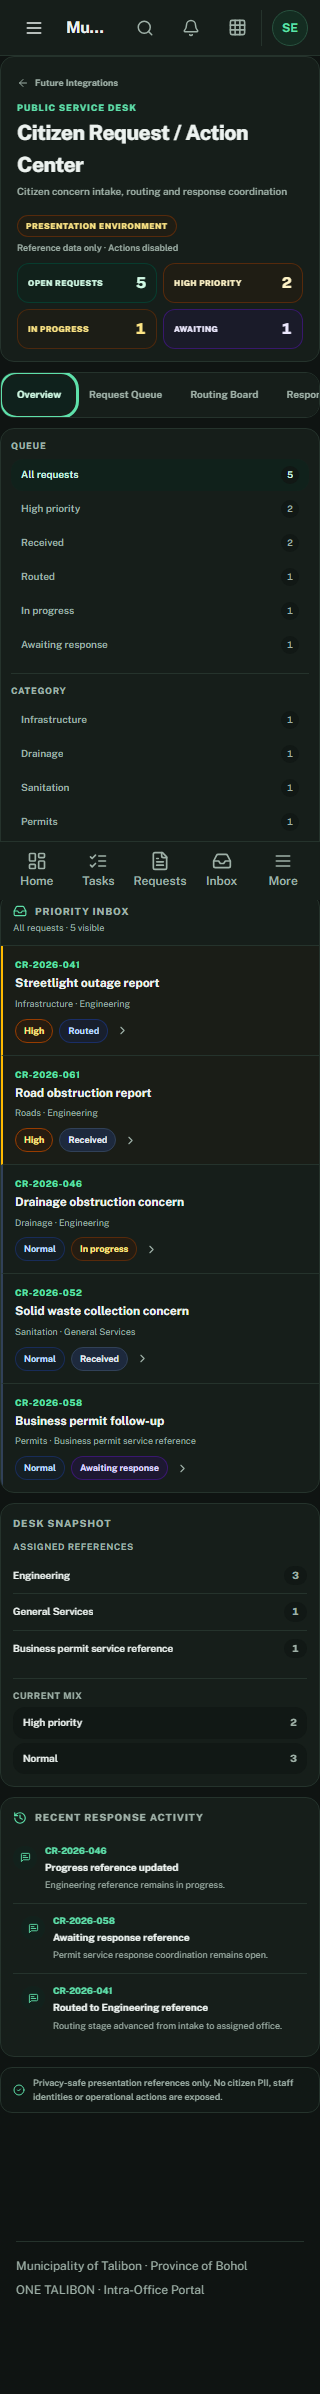 Mu...
SE
Future Integrations
PUBLIC SERVICE DESK
Citizen Request / Action
Center
Citizen concern intake, routing and response coordination
PRESENTATION ENVIRONMENT
Reference data only · Actions disabled
OPEN REQUESTS 5
HIGH PRIORITY 2
IN PROGRESS 1
AWAITING 1
Overview Request Queue Routing Board Respon
QUEUE
All requests 5
High priority 2
Received 2
Routed 1
In progress 1
Awaiting response 1
CATEGORY
Infrastructure 1
Drainage 1
Sanitation 1
Permits 1
Home Tasks Requests Inbox More
PRIORITY INBOX
All requests · 5 visible
CR-2026-041
Streetlight outage report
Infrastructure · Engineering
High Routed
CR-2026-061
Road obstruction report
Roads · Engineering
High Received
CR-2026-046
Drainage obstruction concern
Drainage · Engineering
Normal In progress
CR-2026-052
Solid waste collection concern
Sanitation · General Services
Normal Received
CR-2026-058
Business permit follow-up
Permits · Business permit service reference
Normal Awaiting response
DESK SNAPSHOT
ASSIGNED REFERENCES
Engineering 3
General Services 1
Business permit service reference 1
CURRENT MIX
High priority 2
Normal 3
RECENT RESPONSE ACTIVITY
CR-2026-046
Progress reference updated
Engineering reference remains in progress.
CR-2026-058
Awaiting response reference
Permit service response coordination remains open.
CR-2026-041
Routed to Engineering reference
Routing stage advanced from intake to assigned office.
Privacy-safe presentation references only. No citizen PII, staff
identities or operational actions are exposed.
Municipality of Talibon · Province of Bohol
ONE TALIBON · Intra-Office Portal